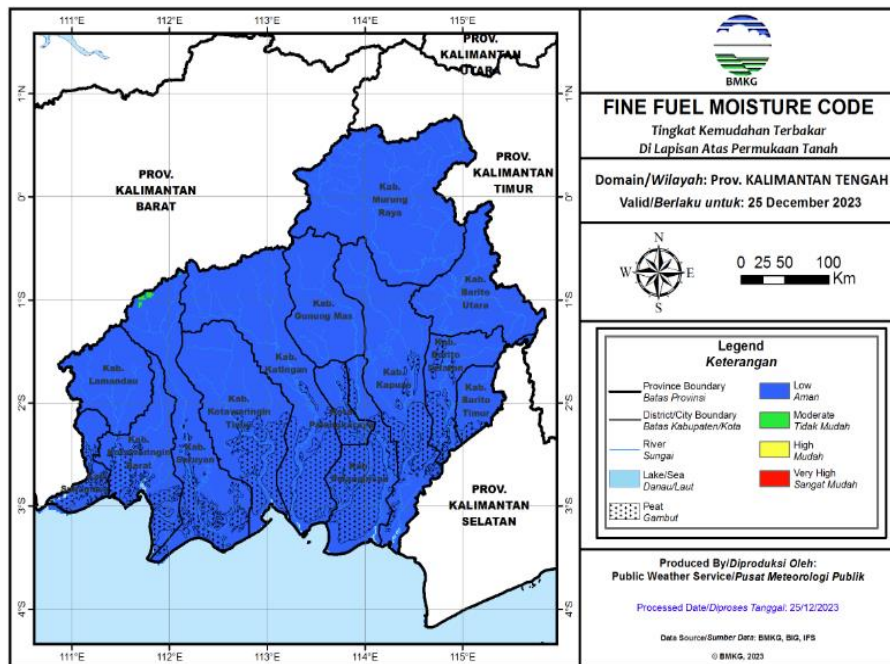 111°E 112°E 113°E 114°E 115°E
PROV.
KALIMANTAN
UTARA
1°N
0°
1°S
2°S
3°S
4°S
PROV.
KALIMANTAN
BARAT
PROV.
KALIMANTAN
TIMUR
Kab.
Murung
Raya
Kab.
Barito
Utara
Kab.
Gunung Mas
Kab.
Lamandau
Kab.
Katingan
Kab.
Kapuas
Kab.
Barito
Selatan
Kab.
Barito
Timur
Kab.
Kotawaringin
Timur
Kab.
Kotawaringin
Barat
Kab.
Seruyan
PROV.
KALIMANTAN
SELATAN
111°E 112°E 113°E 114°E 115°E
BMKG
FINE FUEL MOISTURE CODE
Tingkat Kemudahan Terbakar
Di Lapisan Atas Permukaan Tanah
Domain/Wilayah: Prov. KALIMANTAN TENGAH
Valid/Berlaku untuk: 25 December 2023
N
W E
S
0 25 50 100
Km
Legend
Keterangan
Province Boundary
Batas Provinsi
District/City Boundary
Batas Kabupaten/Kota
River
Sungai
Lake/Sea
Danau/Laut
Peat
Gambut
Low
Aman
Moderate
Tidak Mudah
High
Mudah
Very High
Sangat Mudah
Produced By/Diproduksi Oleh:
Public Weather Service/Pusat Meteorologi Publik
Processed Date/Diproses Tanggal: 25/12/2023
Data Source/Sumber Data: BMKG, BIG, IPS
© BMKG, 2023